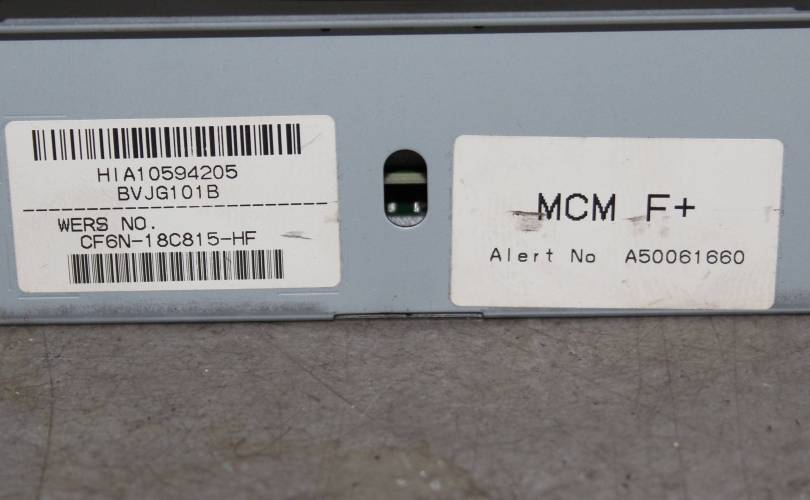 HIA10594205
BVJG101B
WERS NO.
CF6N-18C815-HF
MCM F+
Alert No A50061660